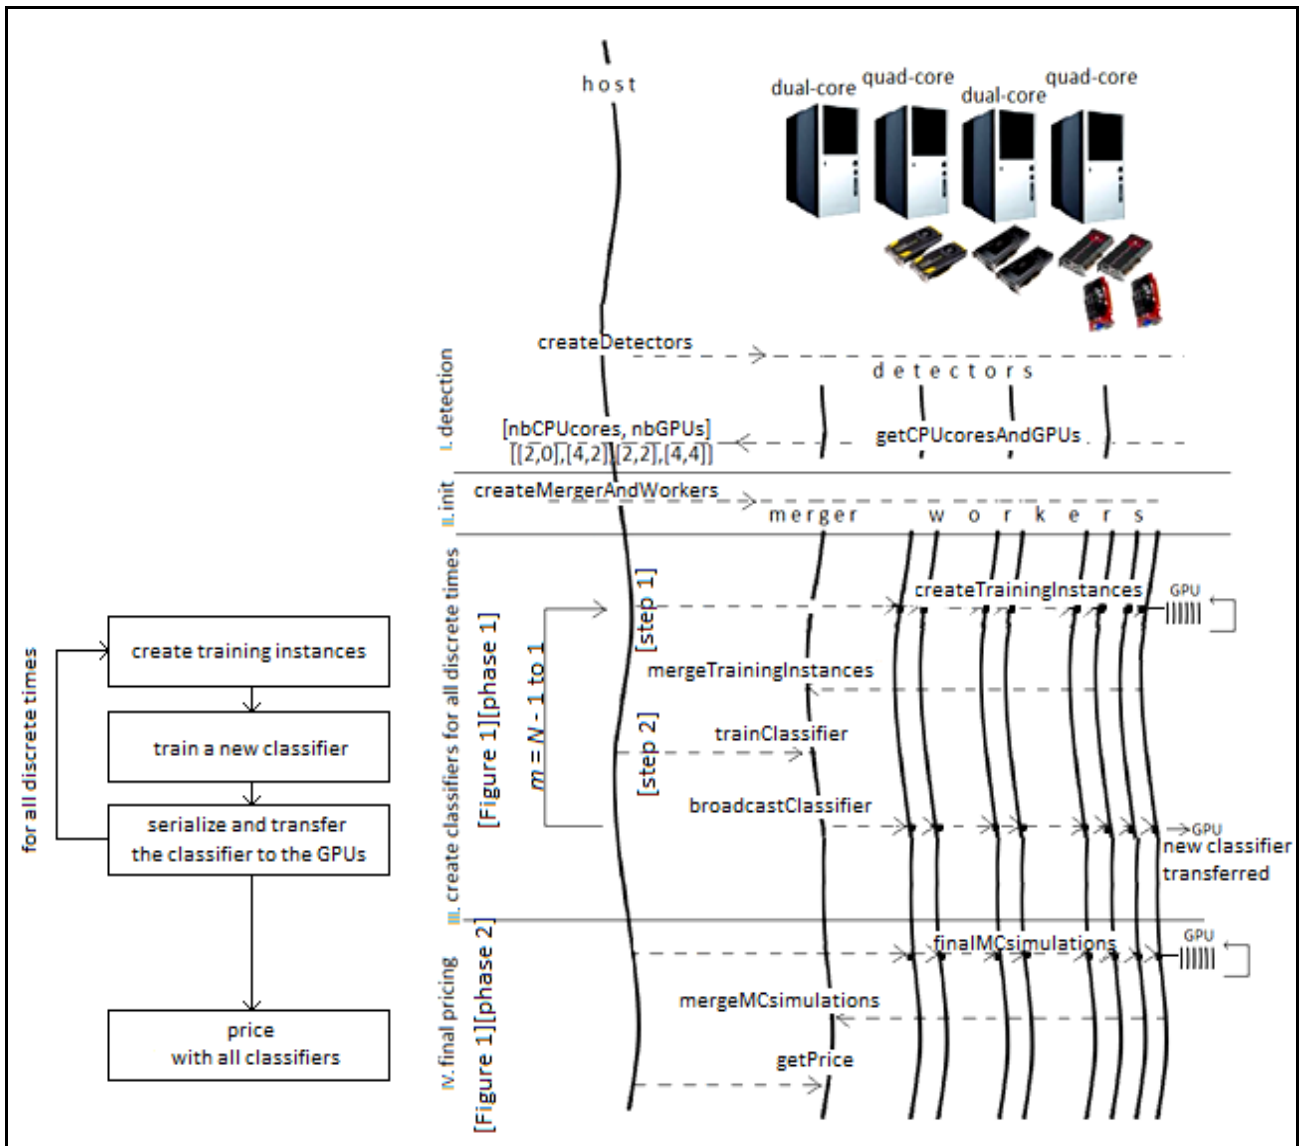 host
dual-core
quad-core
dual-core
quad-core
I. detection
createDetectors
detectors
[nbCPUcores, nbGPUs]
[[2,0],[4,2],[2,2],[4,4]]
getCPUcoresAndGPUs
II. init
createMergerAndWorkers
merger
workers
III. create classifiers for all discrete times
[Figure 1][phase 1]
m = N - 1 to 1
[step 1]
createTrainingInstances
GPU
mergeTrainingInstances
[step 2]
trainClassifier
broadcastClassifier
GPU
new classifier
transferred
for all discrete times
create training instances
train a new classifier
serialize and transfer
the classifier to the GPUs
price
with all classifiers
IV. final pricing
[Figure 1][phase 2]
finalMCsimulations
GPU
mergeMCsimulations
getPrice